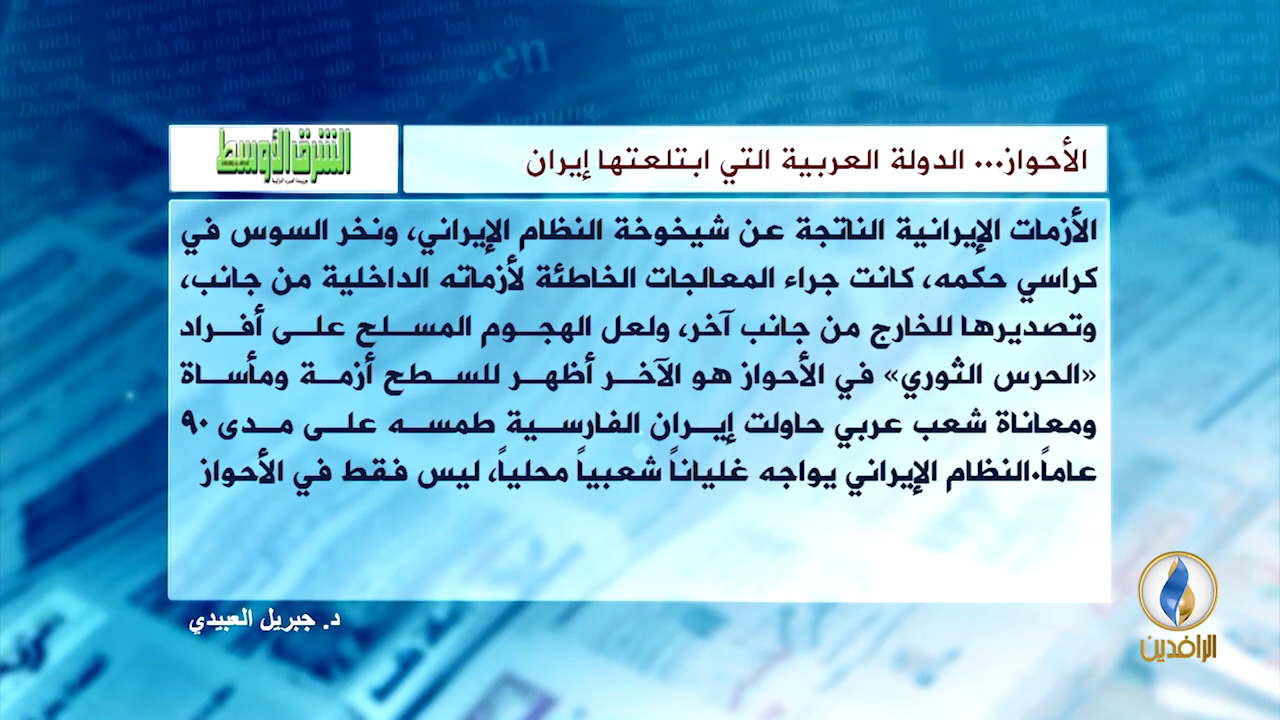 الأحواز... الدولة العربية التي ابتلعتها إيران
الشرق الأوسط
الأزمات الإيرانية الناتجة عن شيخوخة النظام الإيراني، ونخر السوس في
كراسي حكمه، كانت جراء المعالجات الخاطئة لأزماته الداخلية من جانب،
وتصديرها للخارج من جانب آخر، ولعل الهجوم المسلح على أفراد
«الحرس الثوري» في الأحواز هو الآخر أظهر للسطح أزمة ومأساة
ومعاناة شعب عربي حاولت إيران الفارسية طمسه على مدى ٩٠
عاماً.النظام الإيراني يواجه غلياناً شعبياً محلياً، ليس فقط في الأحواز
د. جبريل العبيدي
الرافدين